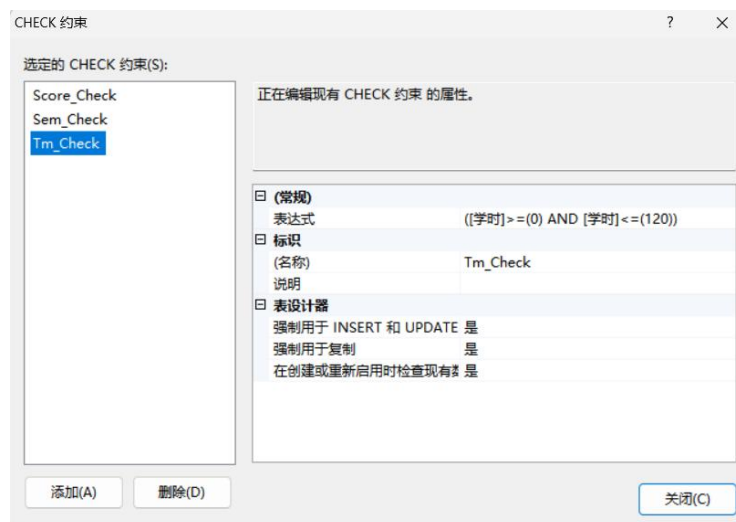 CHECK 约束
? ×
选定的 CHECK 约束(S):
Score_Check
Sem_Check
Tm_Check
正在编辑现有 CHECK 约束 的属性。
(常规)
表达式 ([学时]>=(0) AND [学时]<=(120))
标识
(名称) Tm_Check
说明
表设计器
强制用于 INSERT 和 UPDATE 是
强制用于复制 是
在创建或重新启用时检查现有 是
添加(A) 删除(D)
关闭(C)